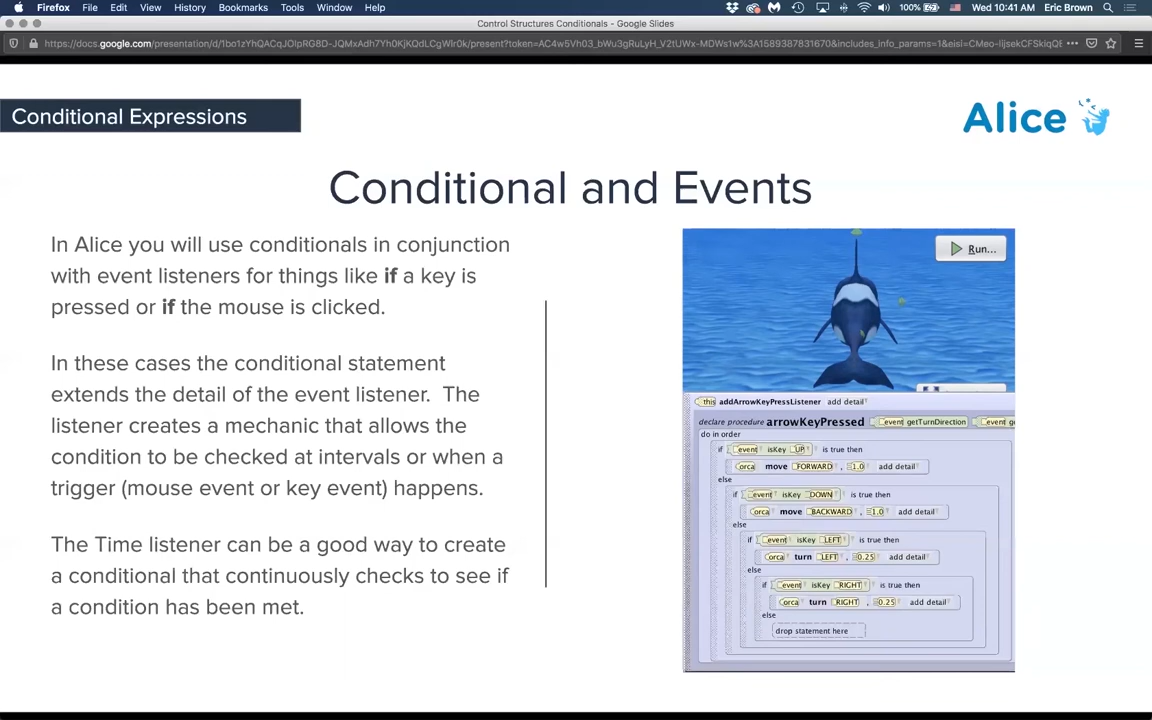 Firefox File Edit View History Bookmarks Tools Window Help 100% Wed 10:41 AM Eric Brown
Control Structures Conditionals - Google Slides
Conditional Expressions
Alice
Conditional and Events
In Alice you will use conditionals in conjunction
with event listeners for things like if a key is
pressed or if the mouse is clicked.
In these cases the conditional statement
extends the detail of the event listener. The
listener creates a mechanic that allows the
condition to be checked at intervals or when a
trigger (mouse event or key event) happens.
The Time listener can be a good way to create
a conditional that continuously checks to see if
a condition has been met.
Run...
this addArrowKeyPressListener add detail
declare procedure arrowKeyPressed event getTurnDirection event
do in order
if event isKey UP is true then
orca move FORWARD , 1.0 add detail
else
if event isKey DOWN is true then
orca move BACKWARD , 1.0 add detail
else
if event isKey LEFT is true then
orca turn LEFT , 0.25 add detail
else
if event isKey RIGHT is true then
orca turn RIGHT , 0.25 add detail
else
drop statement here